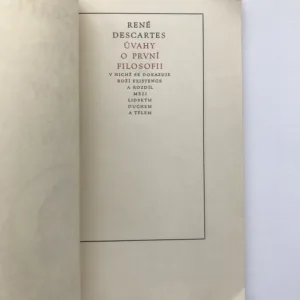 RENÉ
DESCARTES
ÚVAHY
O PRVNÍ
FILOSOFII
V NICHŽ SE DOKAZUJE
BOŽÍ EXISTENCE
A ROZDÍL
MEZI
LIDSKÝM
DUCHEM
A TĚLEM